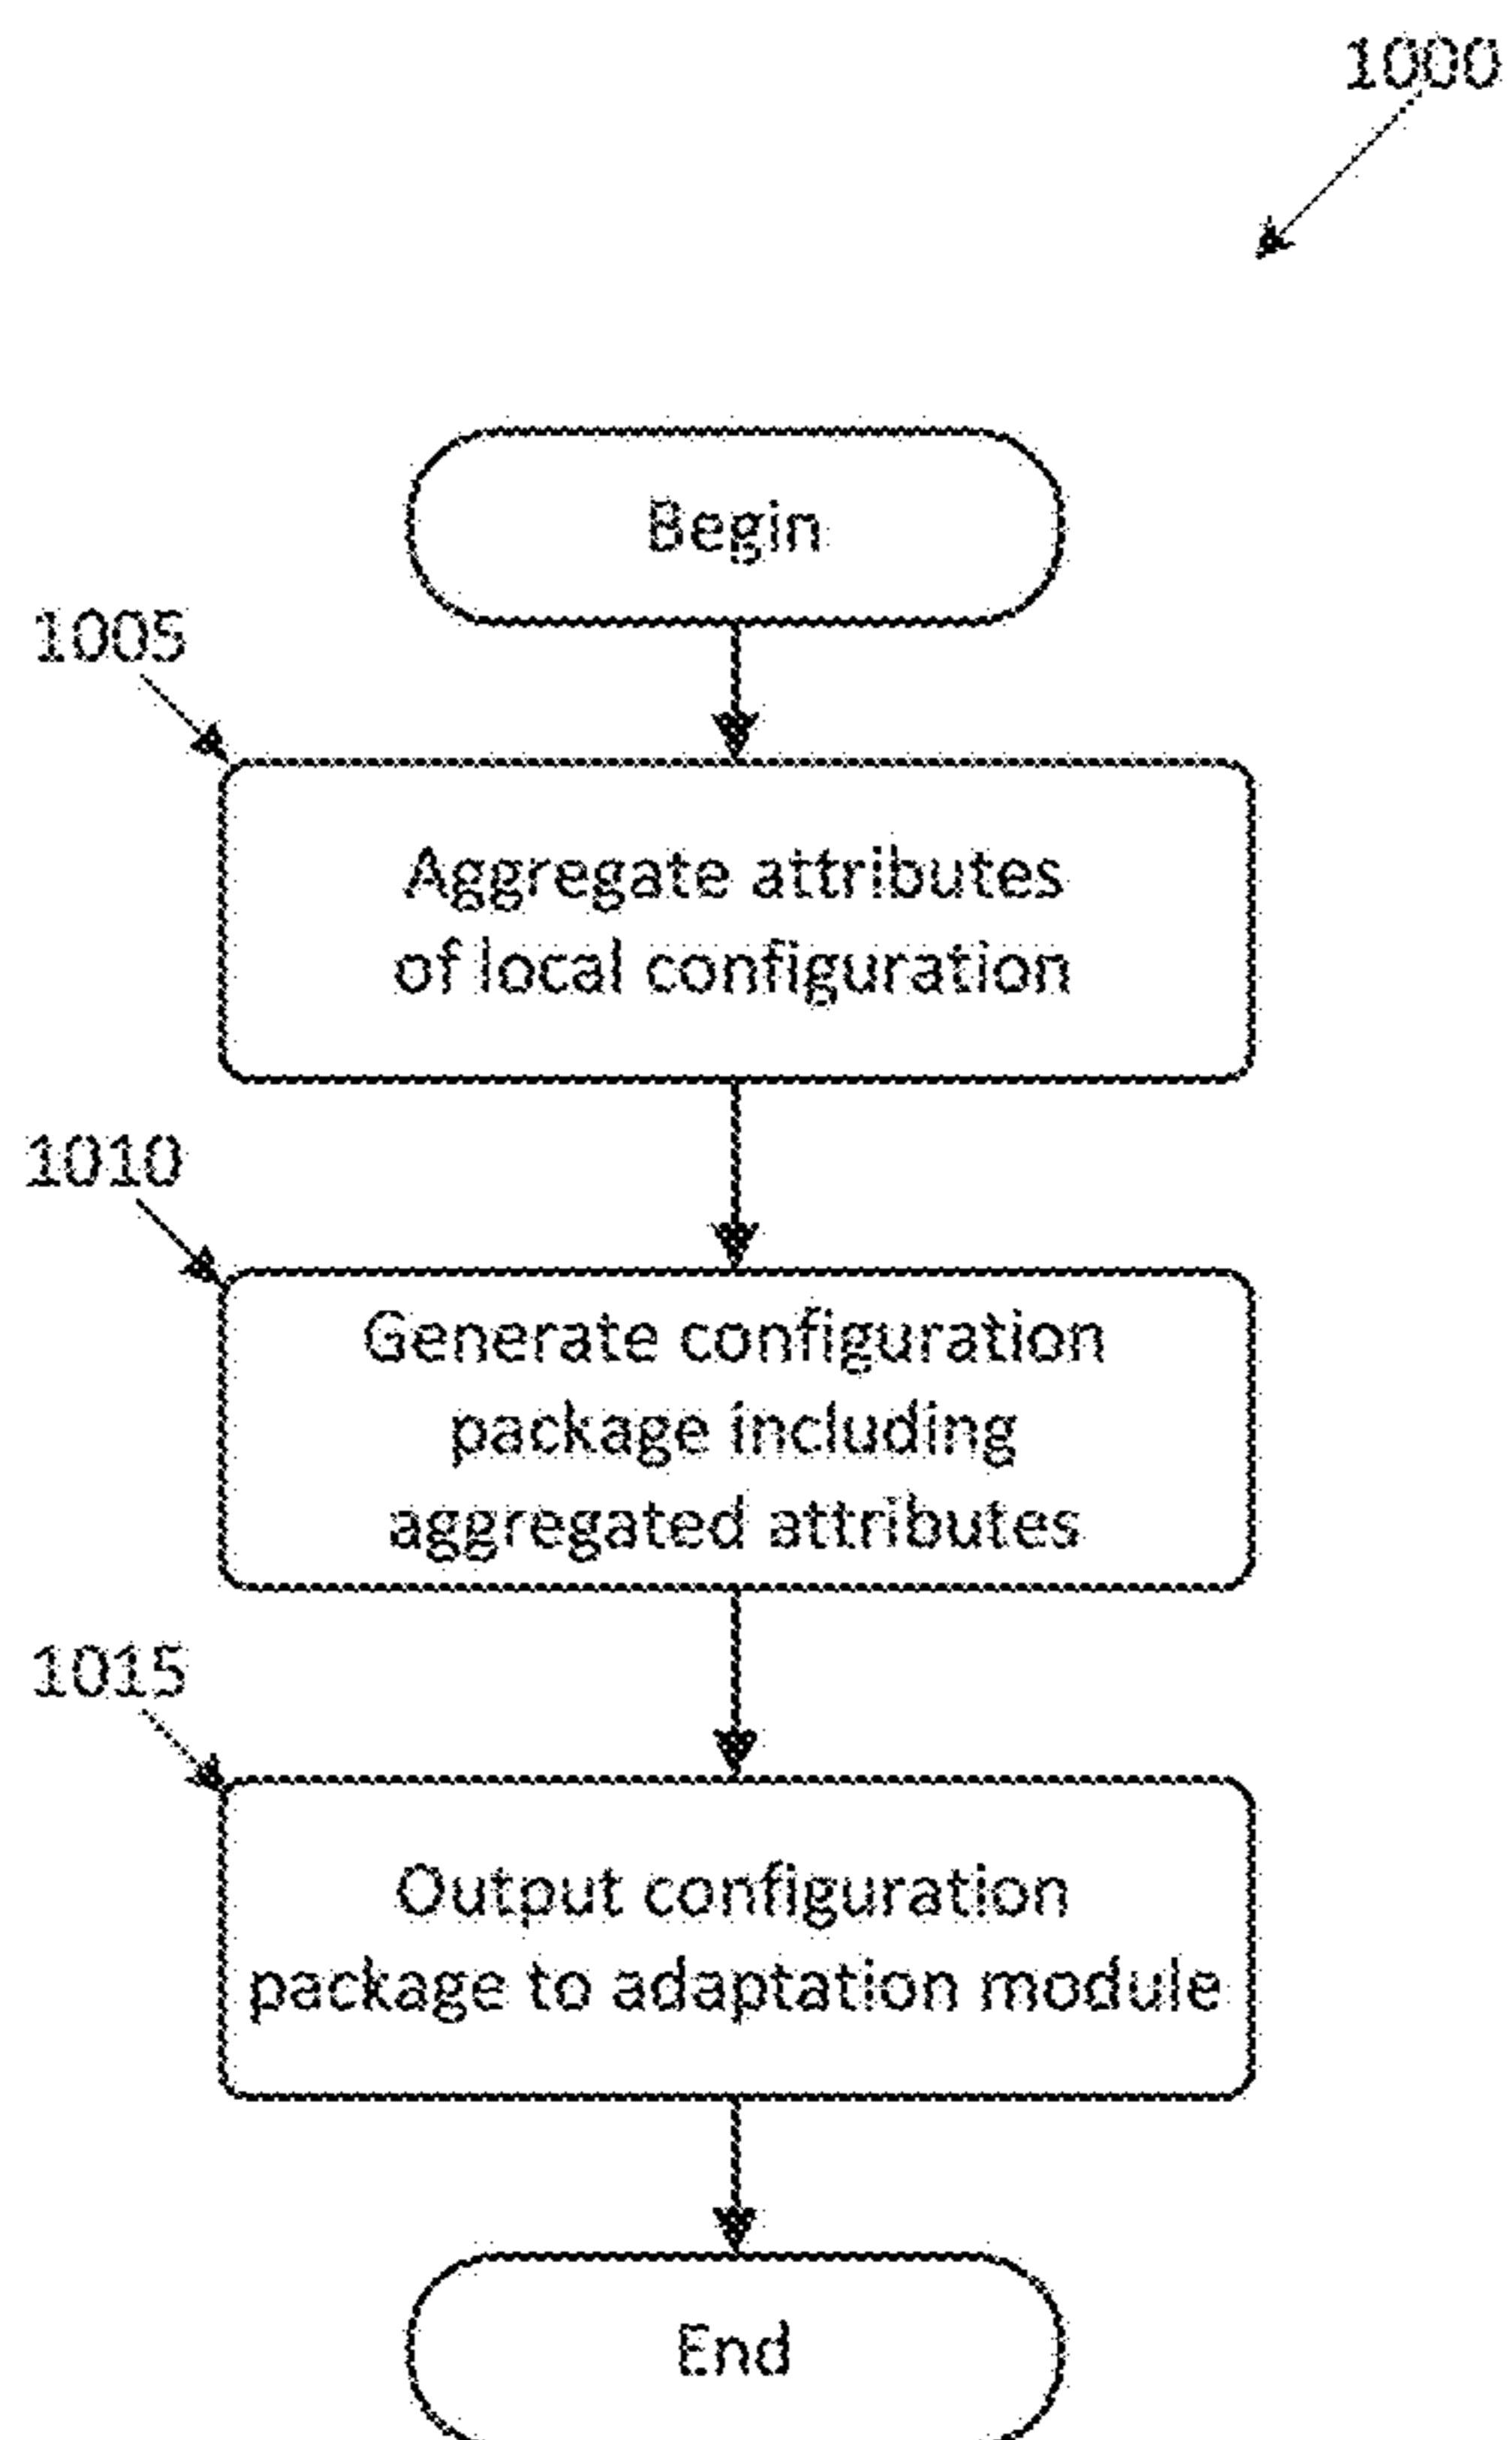 1000
Begin
1005
Aggregate attributes
of local configuration
1010
Generate configuration
package including
aggregated attributes
1015
Output configuration
package to adaptation module
End